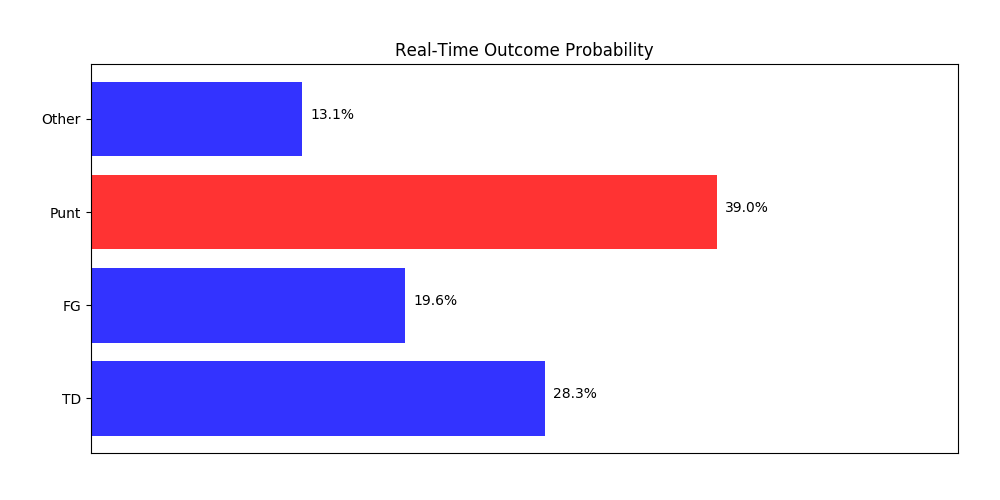 Real-Time Outcome Probability
Other 13.1%
Punt 39.0%
FG 19.6%
TD 28.3%